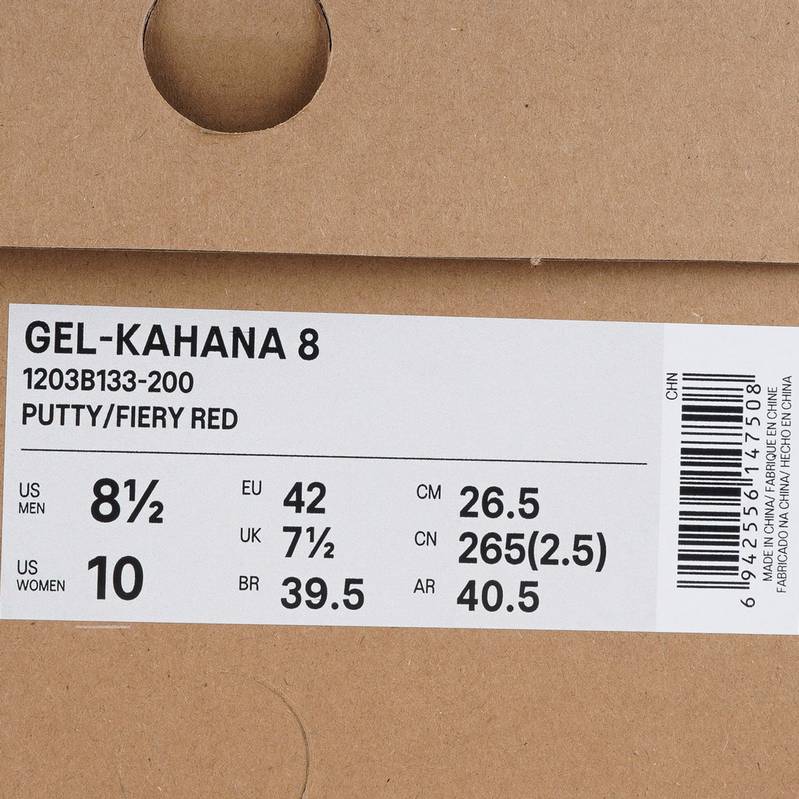 GEL-KAHANA 8
1203B133-200
PUTTY/FIERY RED
US MEN 8½
EU 42
CM 26.5
UK 7½
CN 265(2.5)
US WOMEN 10
BR 39.5
AR 40.5
CHN
6 942556 147508
MADE IN CHINA/ FABRIQUE EN CHINE
FABRICADO NA CHINA/ HECHO EN CHINA